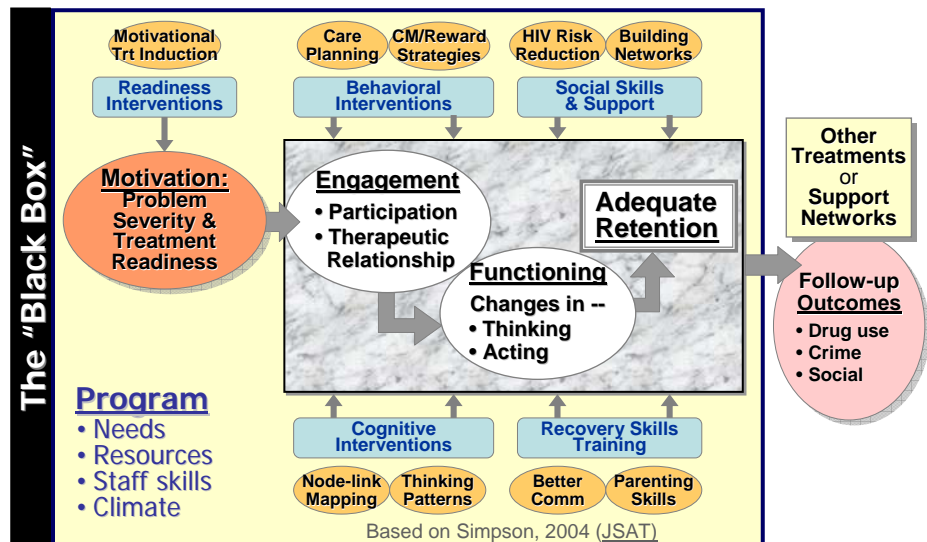 The “Black Box”
Motivational
Trt Induction
Care
Planning
CM/Reward
Strategies
HIV Risk
Reduction
Building
Networks
Readiness
Interventions
Behavioral
Interventions
Social Skills
& Support
Motivation:
Problem
Severity &
Treatment
Readiness
Engagement
• Participation
• Therapeutic
Relationship
Functioning
Changes in --
• Thinking
• Acting
Adequate
Retention
Other
Treatments
or
Support
Networks
Follow-up
Outcomes
• Drug use
• Crime
• Social
Program
• Needs
• Resources
• Staff skills
• Climate
Cognitive
Interventions
Recovery Skills
Training
Node-link
Mapping
Thinking
Patterns
Better
Comm
Parenting
Skills
Based on Simpson, 2004 (JSAT)